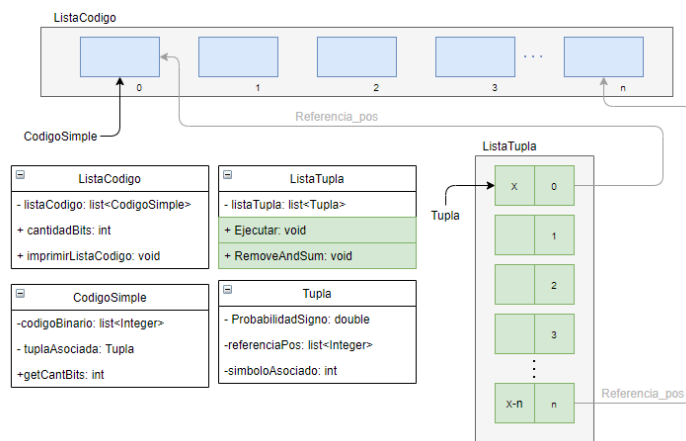 ListaCodigo
0
1
2
3
...
n
CodigoSimple
Referencia_pos
ListaTupla
Tupla
X
0
1
2
3
x-n
n
Referencia_pos
ListaCodigo
- listaCodigo: list<CodigoSimple>
+ cantidadBits: int
+ imprimirListaCodigo: void
ListaTupla
- listaTupla: list<Tupla>
+ Ejecutar: void
+ RemoveAndSum: void
CodigoSimple
-codigoBinario: list<Integer>
- tuplaAsociada: Tupla
+getCantBits: int
Tupla
- ProbabilidadSigno: double
-referenciaPos: list<Integer>
-simboloAsociado: int